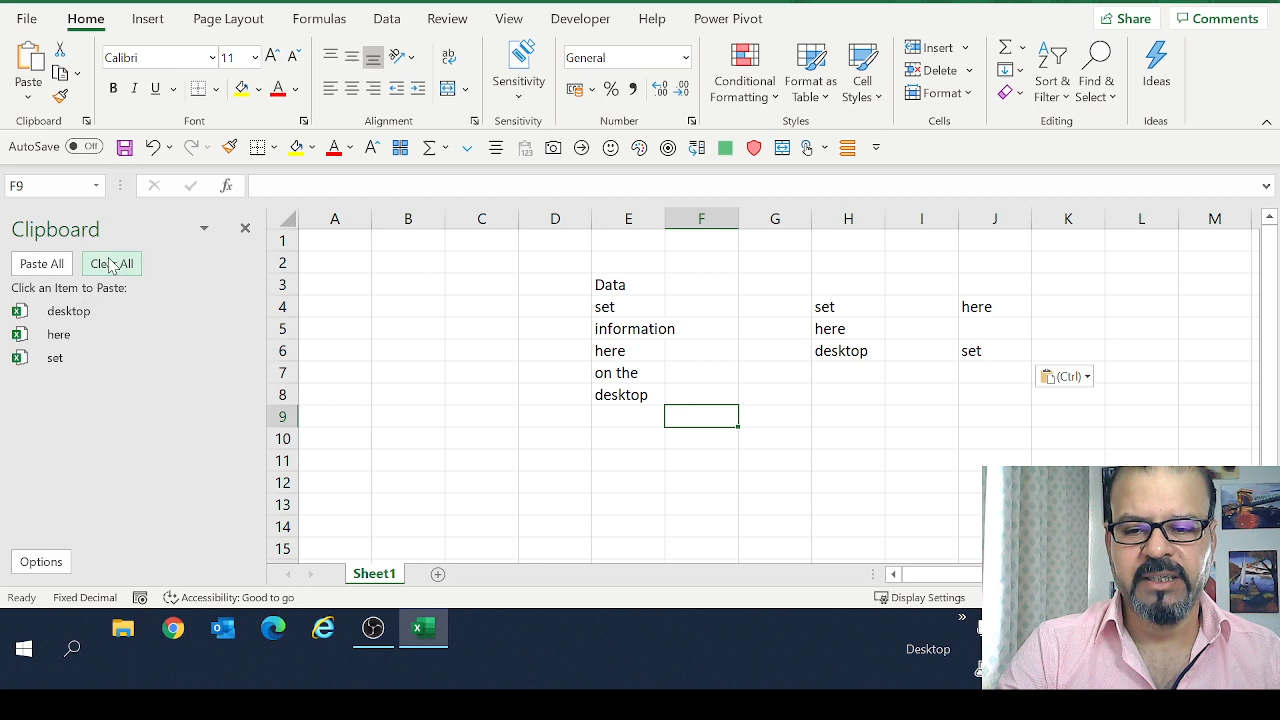 File Home Insert Page Layout Formulas Data Review View Developer Help Power Pivot Share Comments
Calibri 11 General Insert
Paste Sensitivity Conditional Format as Cell Delete Sort & Find & Ideas
Formatting Table Styles Format Filter Select
Clipboard Font Alignment Sensitivity Number Styles Cells Editing Ideas
AutoSave Off
F9 fx
Clipboard
Paste All Clear All
Click an Item to Paste:
desktop
here
set
Options
A B C D E F G H I J K L M
1
2
3 Data
4 set set here
5 information here
6 here desktop set
7 on the (Ctrl)
8 desktop
9
10
11
12
13
14
15
Sheet1
Ready Fixed Decimal Accessibility: Good to go Display Settings
Desktop